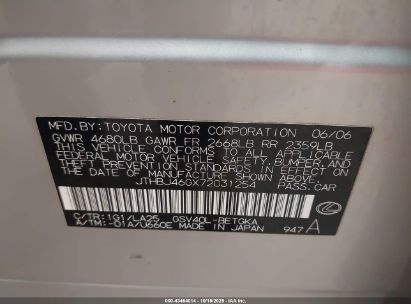 MFD.BY: TOYOTA MOTOR CORPORATION 06/06
GVWR 4680LB GAWR FR 2668LB RR 2359LB
THIS VEHICLE CONFORMS TO ALL APPLICABLE
FEDERAL MOTOR VEHICLE SAFETY, BUMPER, AND
THEFT PREVENTION STANDARDS IN EFFECT ON
THE DATE OF MANUFACTURE SHOWN ABOVE.
JTHBJ46GX72031254 PASS. CAR
C/TR: 1G1/LA25 GSV40L-BETGKA
A/TM: -01A/U660E MADE IN JAPAN 947 A